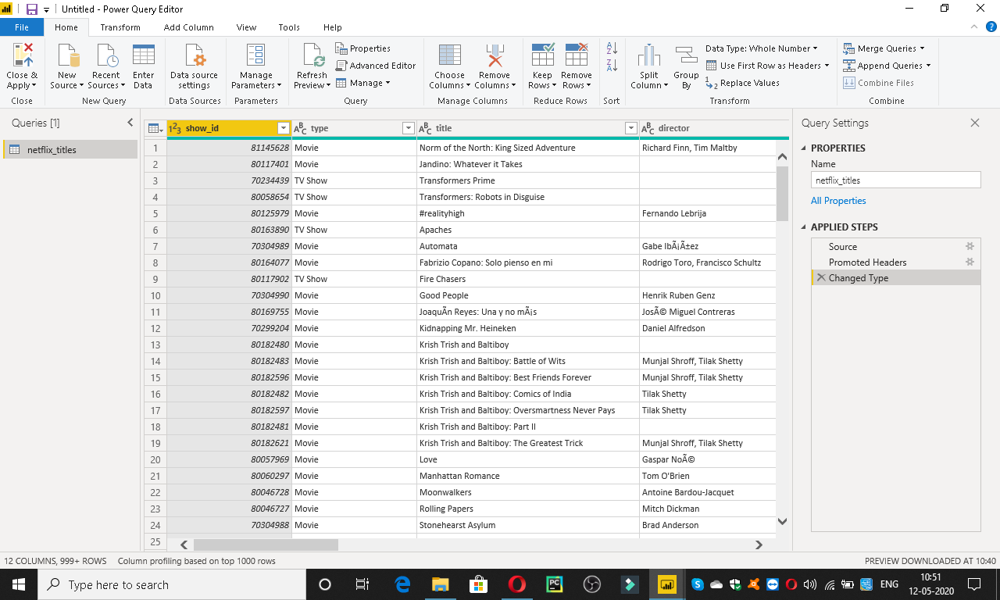 Untitled - Power Query Editor
File Home Transform Add Column View Tools Help
Close & Apply New Source Recent Sources Enter Data Data source settings Manage Parameters Refresh Preview Properties Advanced Editor Manage Choose Columns Remove Columns Keep Rows Remove Rows Split Column Group By Data Type: Whole Number Use First Row as Headers Replace Values Merge Queries Append Queries Combine Files
Close New Query Data Sources Parameters Query Manage Columns Reduce Rows Sort Transform Combine
Queries [1]
netflix_titles
show_id type title director
1 81145628 Movie Norm of the North: King Sized Adventure Richard Finn, Tim Maltby
2 80117401 Movie Jandino: Whatever it Takes
3 70234439 TV Show Transformers Prime
4 80058654 TV Show Transformers: Robots in Disguise
5 80125979 Movie #realityhigh Fernando Lebrija
6 80163890 TV Show Apaches
7 70304989 Movie Automata Gabe IbÃ¡Ã±ez
8 80164077 Movie Fabrizio Copano: Solo pienso en mi Rodrigo Toro, Francisco Schultz
9 80117902 TV Show Fire Chasers
10 70304990 Movie Good People Henrik Ruben Genz
11 80169755 Movie JoaquÃn Reyes: Una y no mÃ¡s JosÃ© Miguel Contreras
12 70299204 Movie Kidnapping Mr. Heineken Daniel Alfredson
13 80182480 Movie Krish Trish and Baltiboy
14 80182483 Movie Krish Trish and Baltiboy: Battle of Wits Munjal Shroff, Tilak Shetty
15 80182596 Movie Krish Trish and Baltiboy: Best Friends Forever Munjal Shroff, Tilak Shetty
16 80182482 Movie Krish Trish and Baltiboy: Comics of India Tilak Shetty
17 80182597 Movie Krish Trish and Baltiboy: Oversmartness Never Pays Tilak Shetty
18 80182481 Movie Krish Trish and Baltiboy: Part II
19 80182621 Movie Krish Trish and Baltiboy: The Greatest Trick Munjal Shroff, Tilak Shetty
20 80057969 Movie Love Gaspar NoÃ©
21 80060297 Movie Manhattan Romance Tom O'Brien
22 80046728 Movie Moonwalkers Antoine Bardou-Jacquet
23 80046727 Movie Rolling Papers Mitch Dickman
24 70304988 Movie Stonehearst Asylum Brad Anderson
25
Query Settings
PROPERTIES
Name
netflix_titles
All Properties
APPLIED STEPS
Source
Promoted Headers
Changed Type
12 COLUMNS, 999+ ROWS Column profiling based on top 1000 rows PREVIEW DOWNLOADED AT 10:40
Type here to search ENG 10:51
12-05-2020